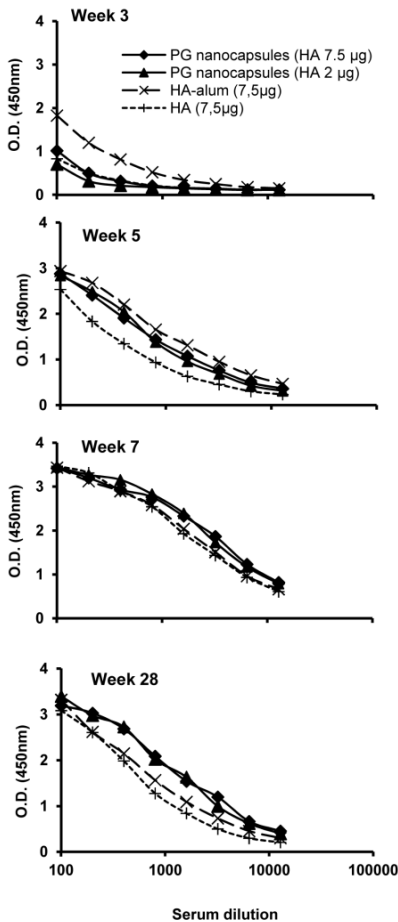 Week 3
4
3
2
1
0
O.D. (450nm)
PG nanocapsules (HA 7.5 µg)
PG nanocapsules (HA 2 µg)
HA-alum (7,5µg)
HA (7,5µg)
Week 5
4
3
2
1
0
O.D. (450nm)
Week 7
4
3
2
1
0
O.D. (450nm)
Week 28
4
3
2
1
0
O.D. (450nm)
100
1000
10000
100000
Serum dilution